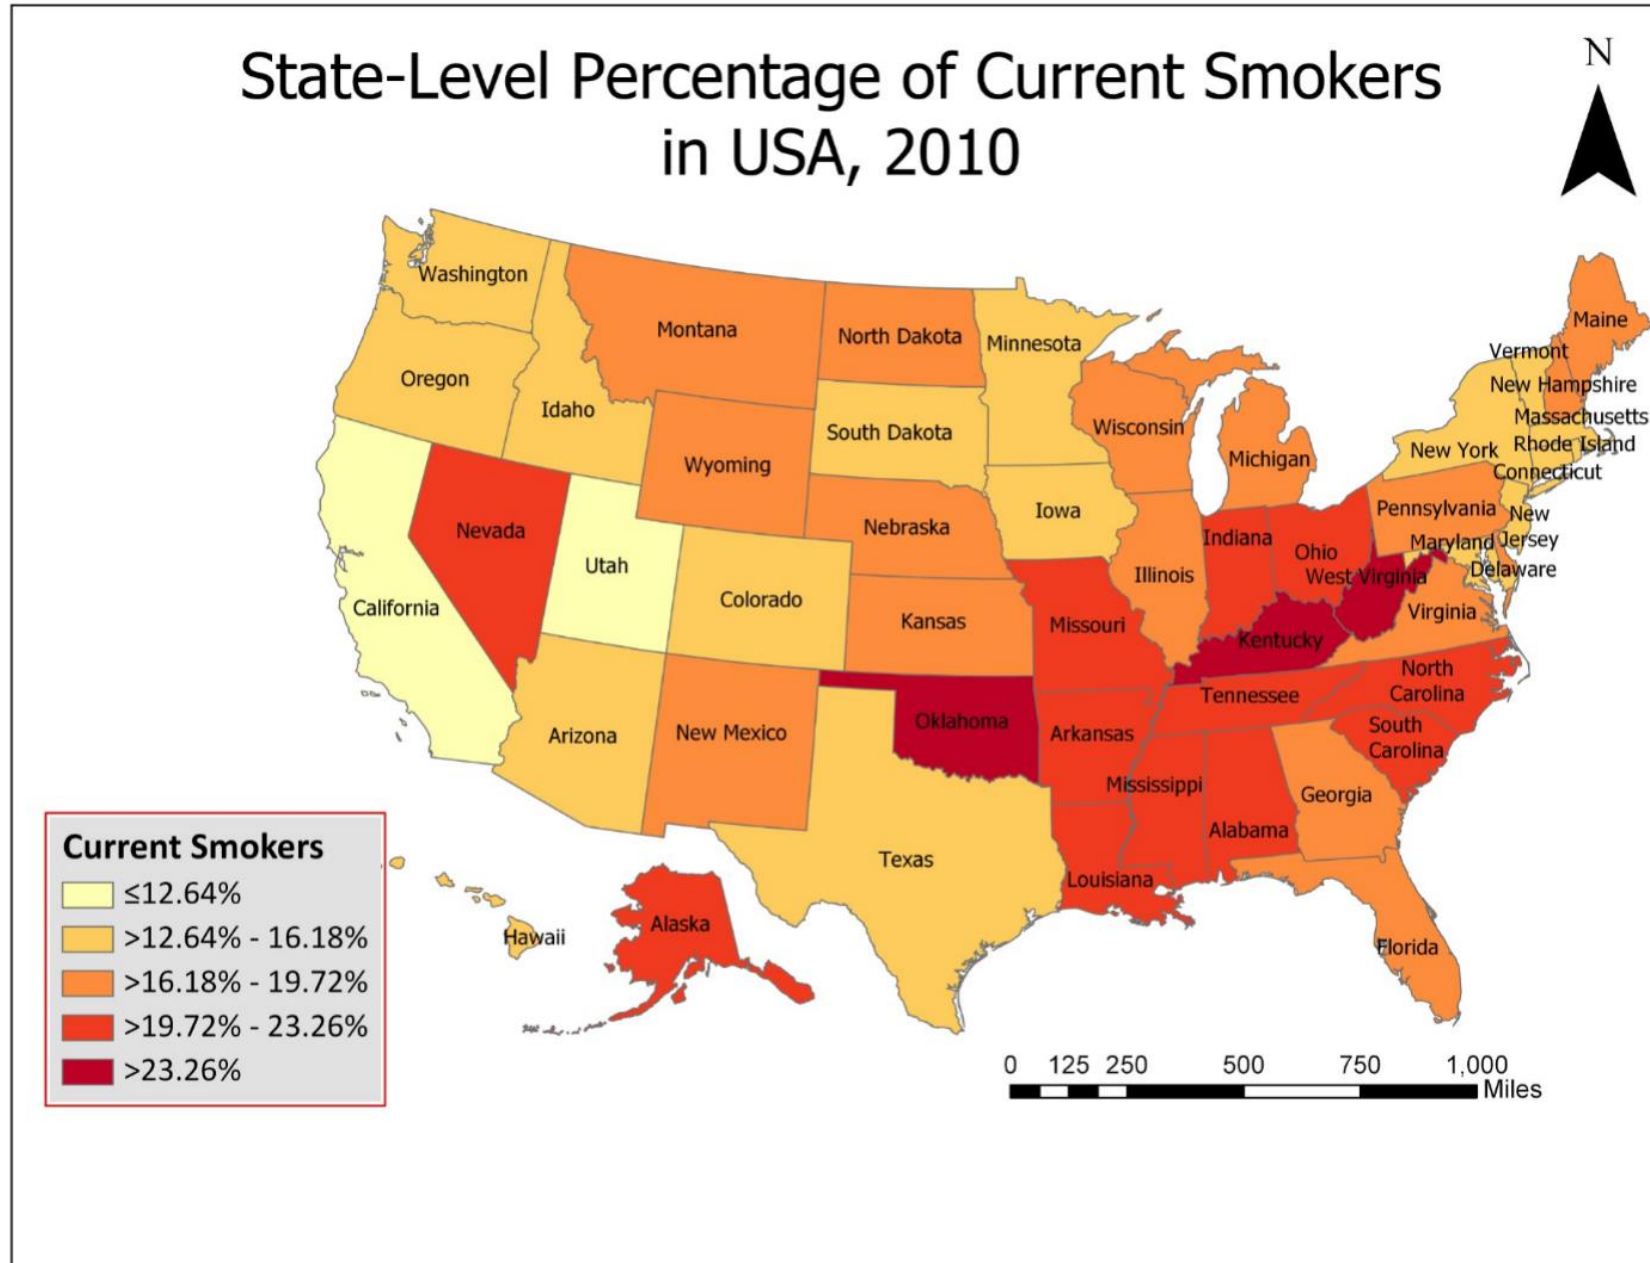 State-Level Percentage of Current Smokers
in USA, 2010
N
Washington
Montana
North Dakota
Minnesota
Maine
Vermont
Oregon
Idaho
New Hampshire
Massachusetts
South Dakota
Wisconsin
New York
Rhode Island
Wyoming
Michigan
Connecticut
Nebraska
Iowa
Pennsylvania
New
Jersey
Nevada
Indiana
Maryland
Utah
Ohio
Delaware
California
Colorado
Illinois
West Virginia
Virginia
Kansas
Missouri
Kentucky
North
Carolina
Tennessee
Arizona
New Mexico
Oklahoma
Arkansas
South
Carolina
Mississippi
Georgia
Alabama
Texas
Louisiana
Florida
Hawaii
Alaska
Current Smokers
≤12.64%
>12.64% - 16.18%
>16.18% - 19.72%
>19.72% - 23.26%
>23.26%
0 125 250 500 750 1,000
Miles